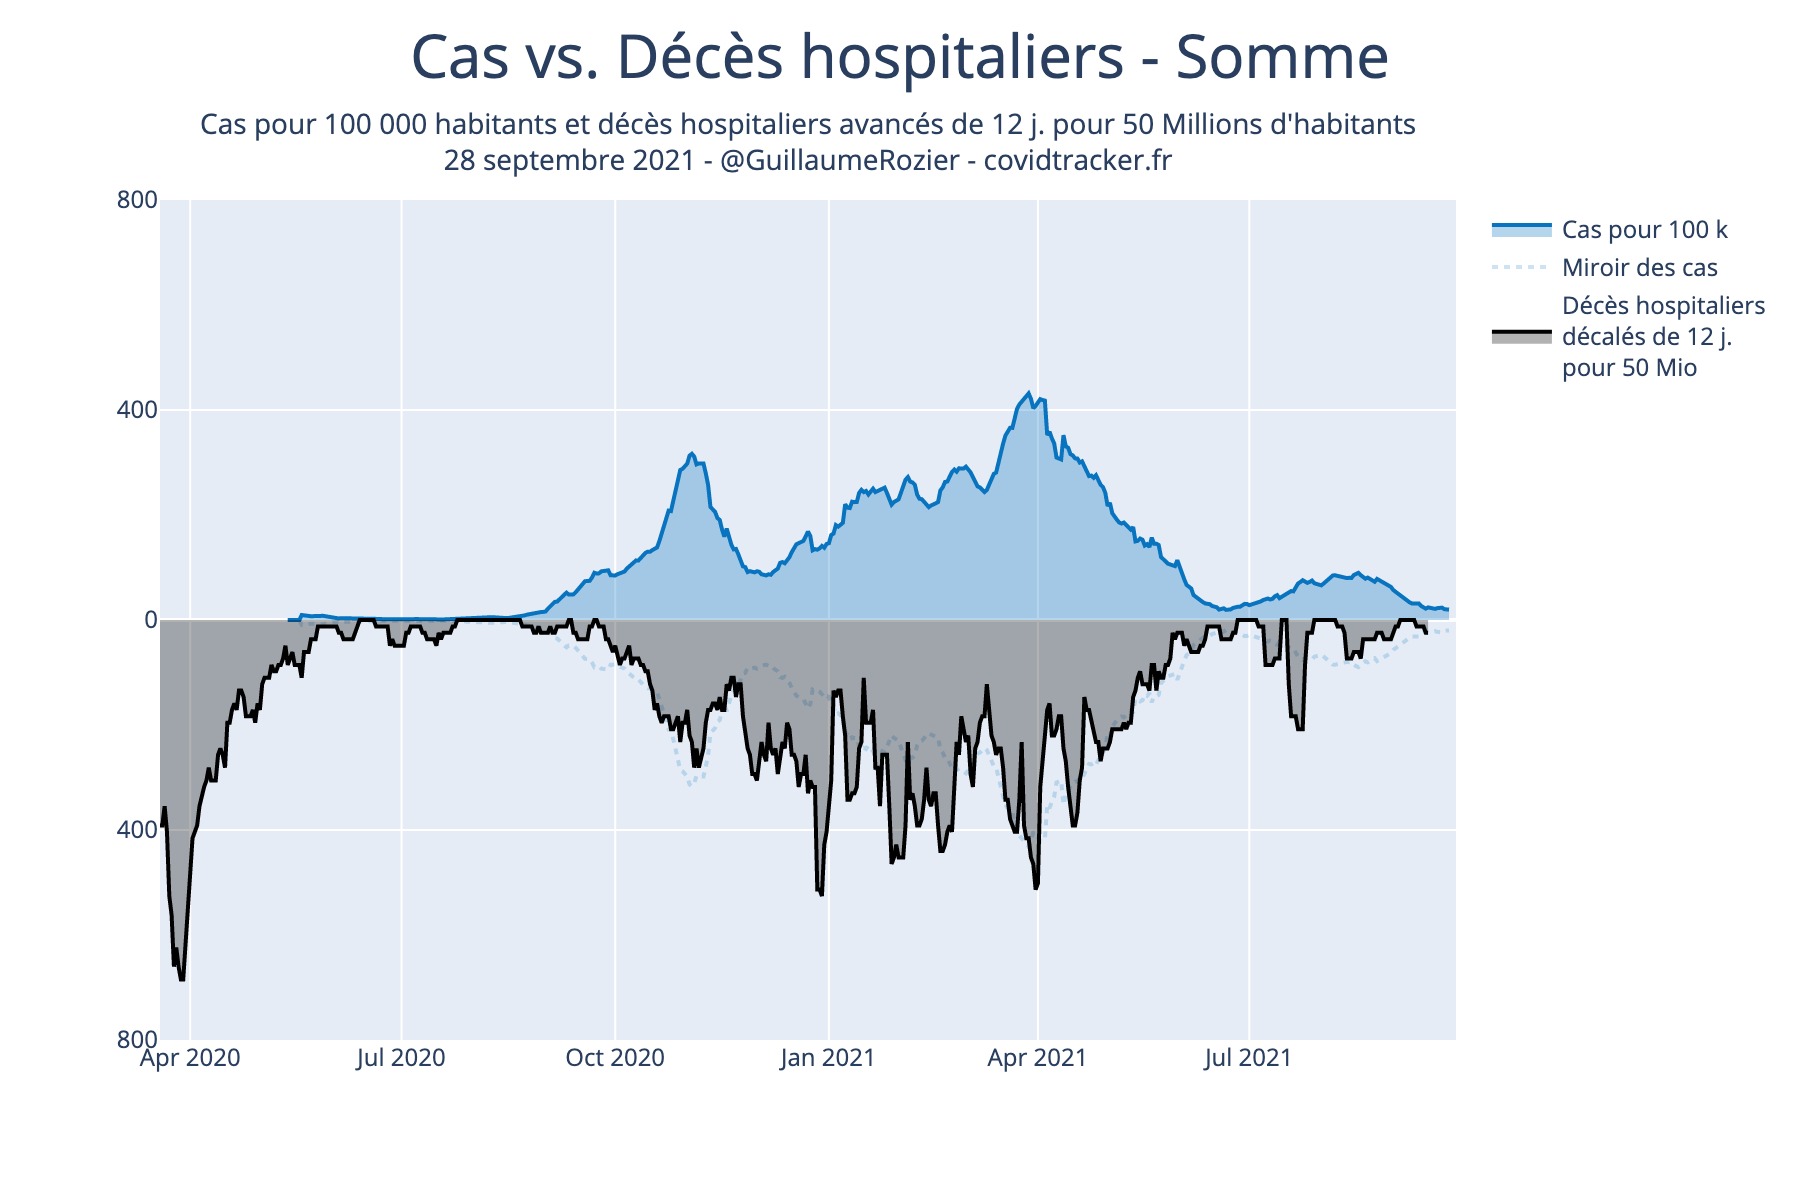 Cas vs. Décès hospitaliers - Somme
Cas pour 100 000 habitants et décès hospitaliers avancés de 12 j. pour 50 Millions d'habitants
28 septembre 2021 - @GuillaumeRozier - covidtracker.fr
800
400
0
400
800
Apr 2020
Jul 2020
Oct 2020
Jan 2021
Apr 2021
Jul 2021
Cas pour 100 k
Miroir des cas
Décès hospitaliers
décalés de 12 j.
pour 50 Mio